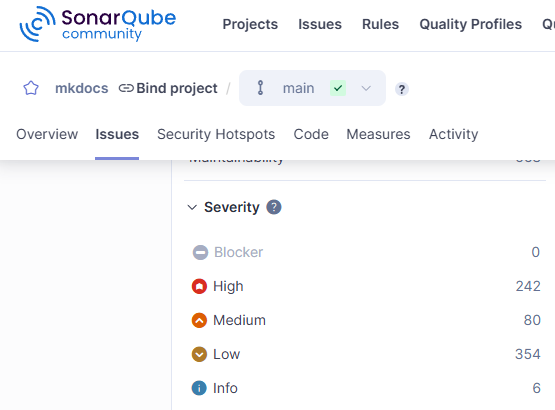 SonarQube
community
Projects Issues Rules Quality Profiles
mkdocs Bind project / main ?
Overview Issues Security Hotspots Code Measures Activity
Severity ?
Blocker 0
High 242
Medium 80
Low 354
Info 6